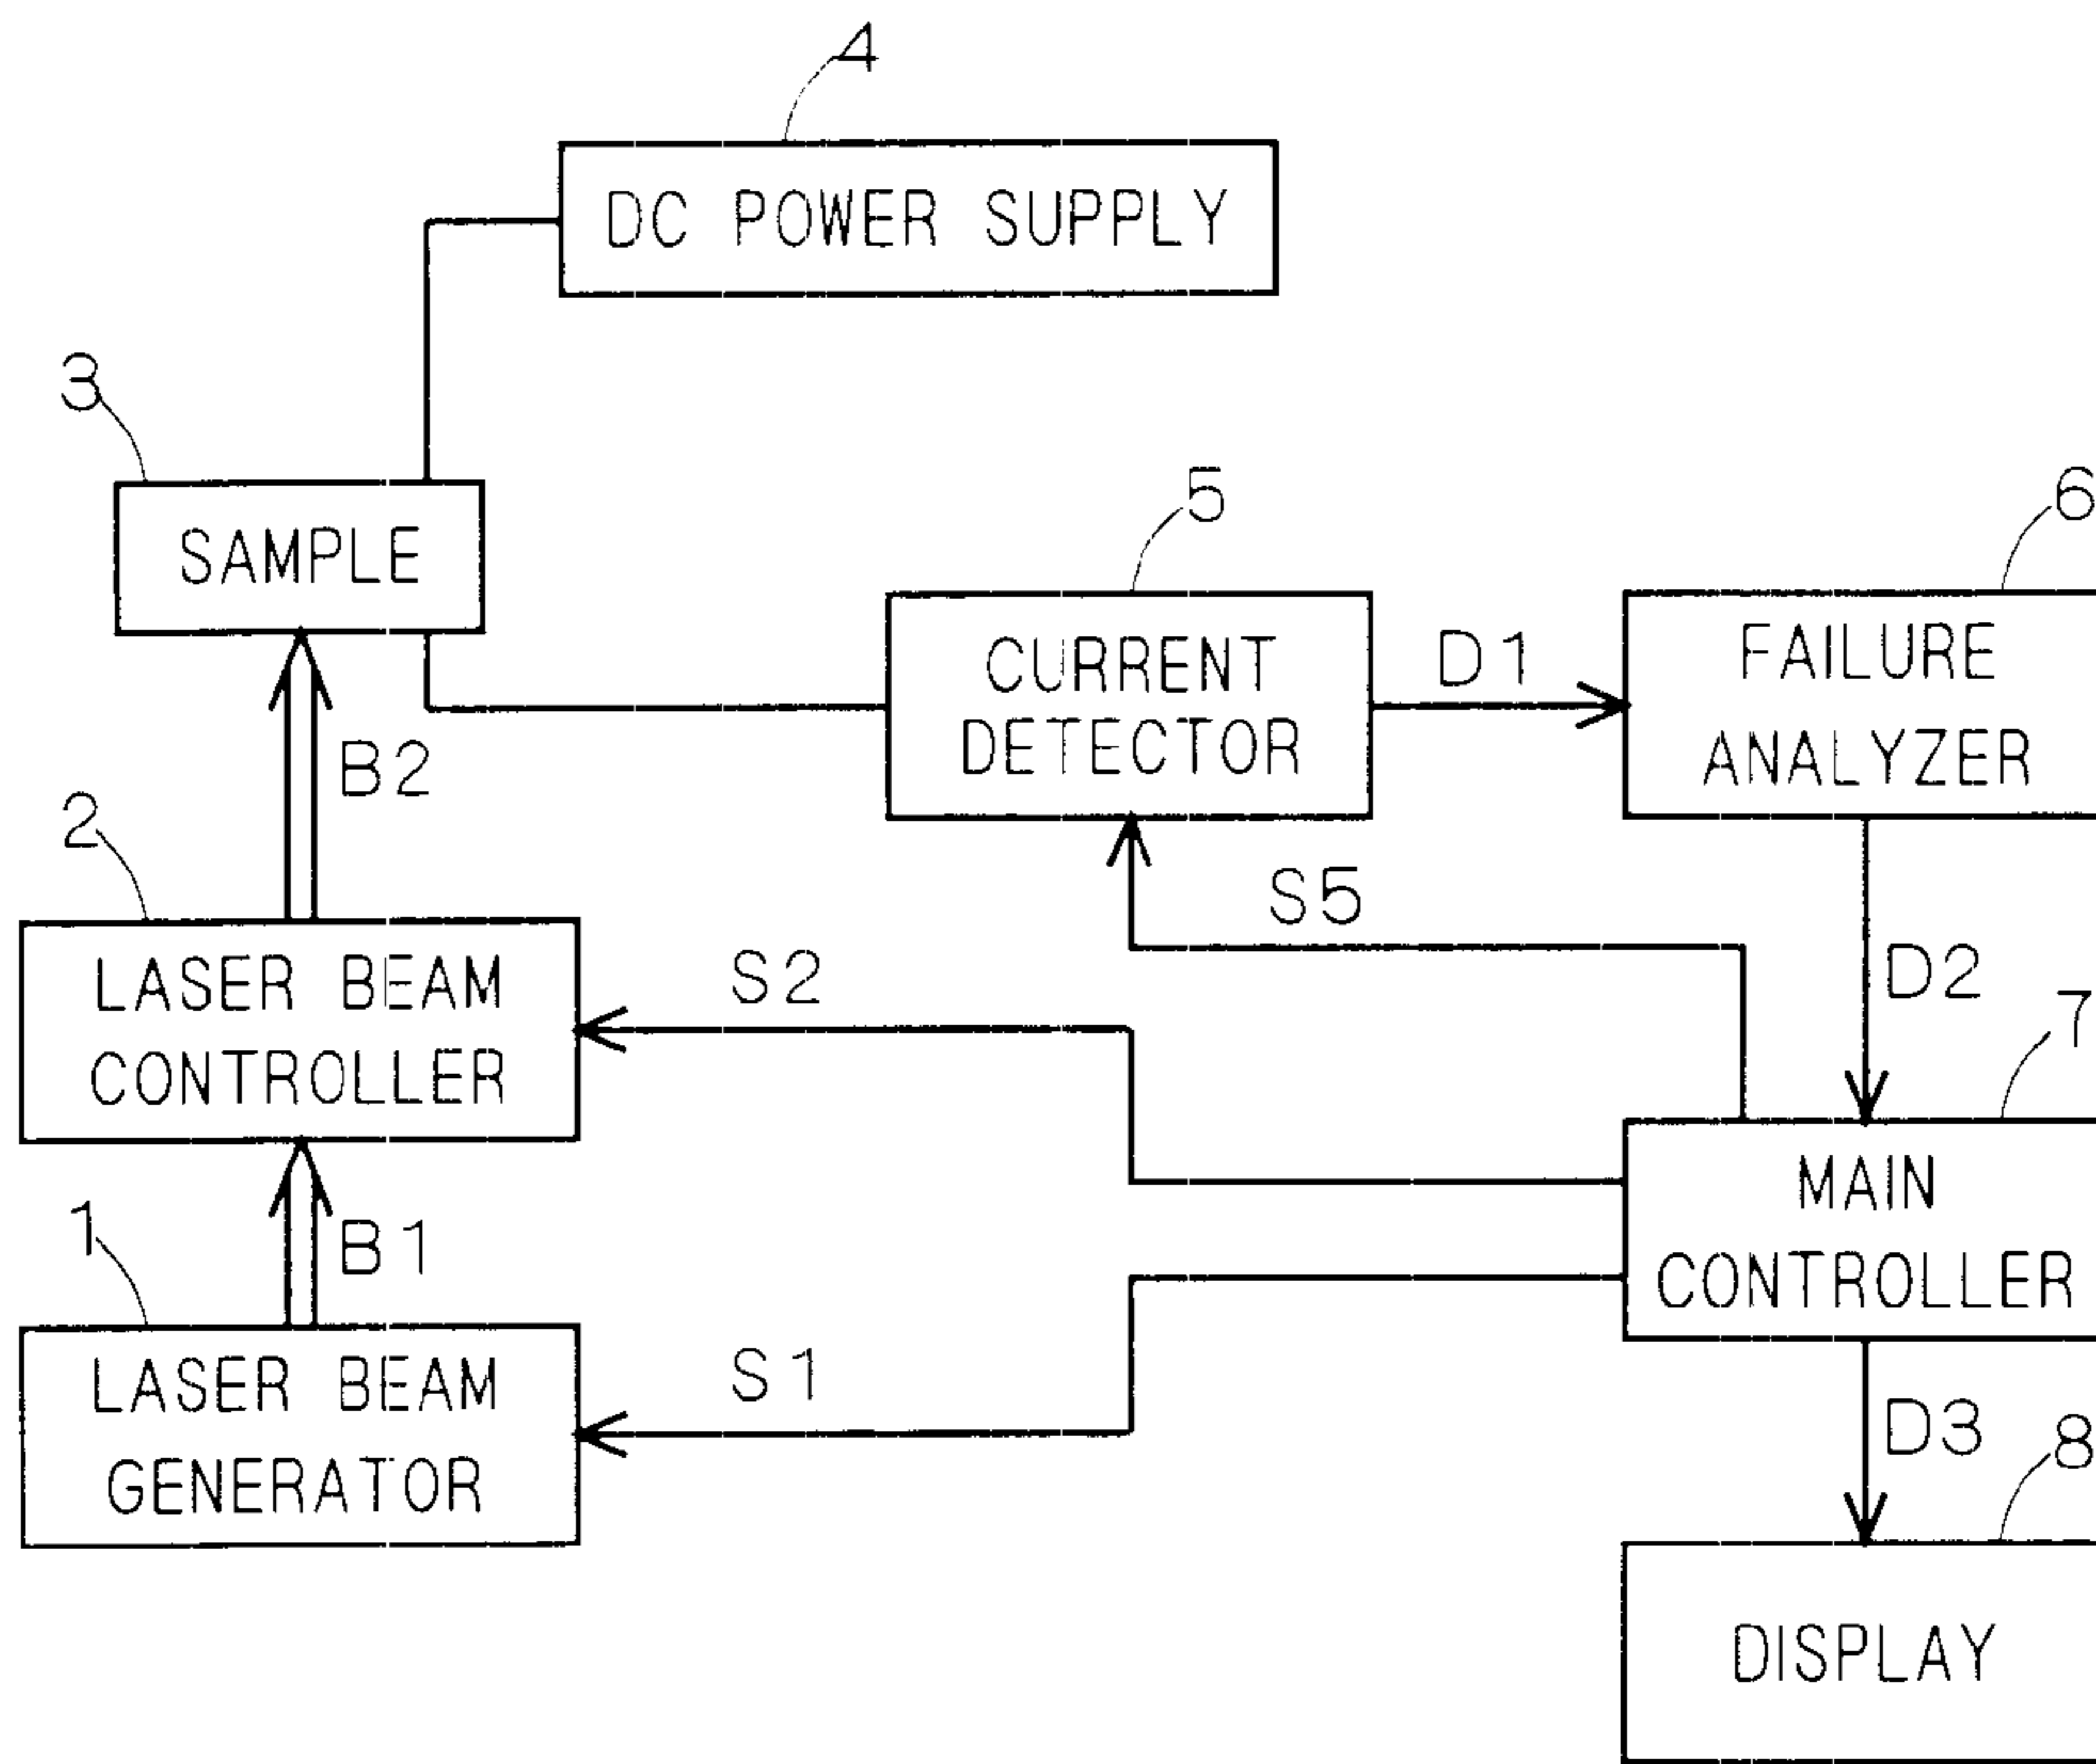 4
DC POWER SUPPLY
3
SAMPLE
5
CURRENT
DETECTOR
D1
6
FAILURE
ANALYZER
B2
2
LASER BEAM
CONTROLLER
S2
S5
D2
7
MAIN
CONTROLLER
1
B1
LASER BEAM
GENERATOR
S1
D3
8
DISPLAY